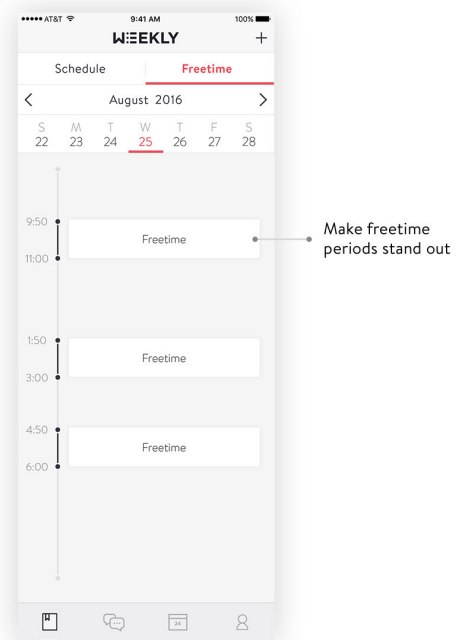 AT&T 9:41 AM 100%
WEEKLY +
Schedule Freetime
August 2016
S M T W T F S
22 23 24 25 26 27 28
9:50
Freetime
11:00
Make freetime
periods stand out
1:50
Freetime
3:00
4:50
Freetime
6:00
W 24